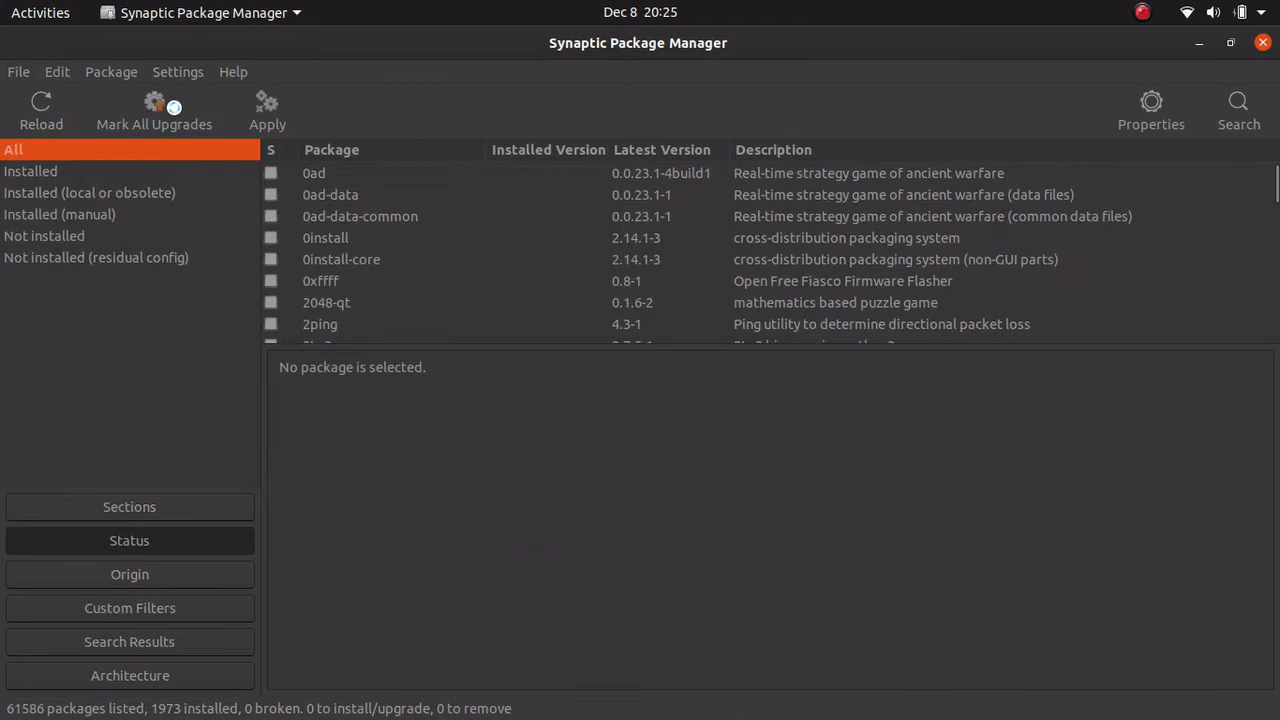 Activities Synaptic Package Manager Dec 8 20:25
Synaptic Package Manager
File Edit Package Settings Help
Reload Mark All Upgrades Apply Properties Search
All
Installed
Installed (local or obsolete)
Installed (manual)
Not installed
Not installed (residual config)
S Package Installed Version Latest Version Description
0ad 0.0.23.1-4build1 Real-time strategy game of ancient warfare
0ad-data 0.0.23.1-1 Real-time strategy game of ancient warfare (data files)
0ad-data-common 0.0.23.1-1 Real-time strategy game of ancient warfare (common data files)
0install 2.14.1-3 cross-distribution packaging system
0install-core 2.14.1-3 cross-distribution packaging system (non-GUI parts)
0xffff 0.8-1 Open Free Fiasco Firmware Flasher
2048-qt 0.1.6-2 mathematics based puzzle game
2ping 4.3-1 Ping utility to determine directional packet loss
No package is selected.
Sections
Status
Origin
Custom Filters
Search Results
Architecture
61586 packages listed, 1973 installed, 0 broken. 0 to install/upgrade, 0 to remove